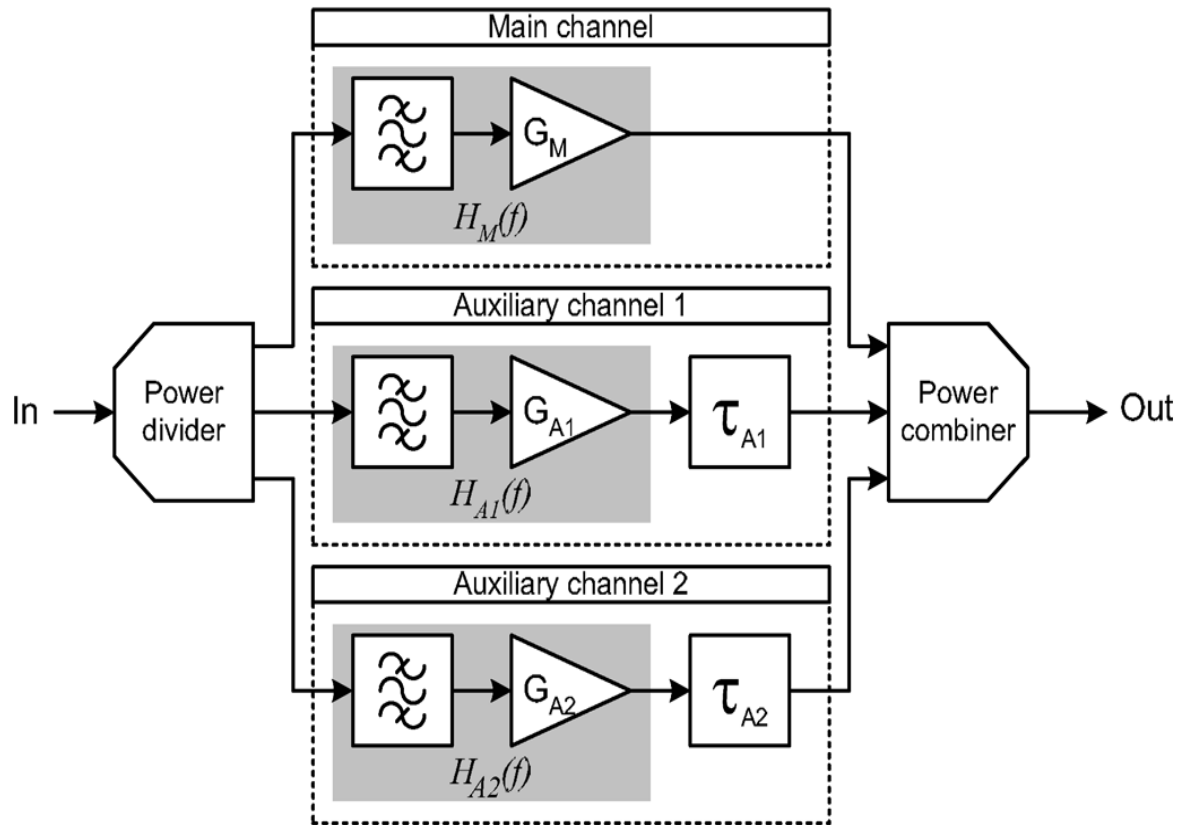 Main channel
G_M
H_M(f)
Auxiliary channel 1
In
Power
divider
G_A1
τ_A1
H_A1(f)
Power
combiner
Out
Auxiliary channel 2
G_A2
τ_A2
H_A2(f)